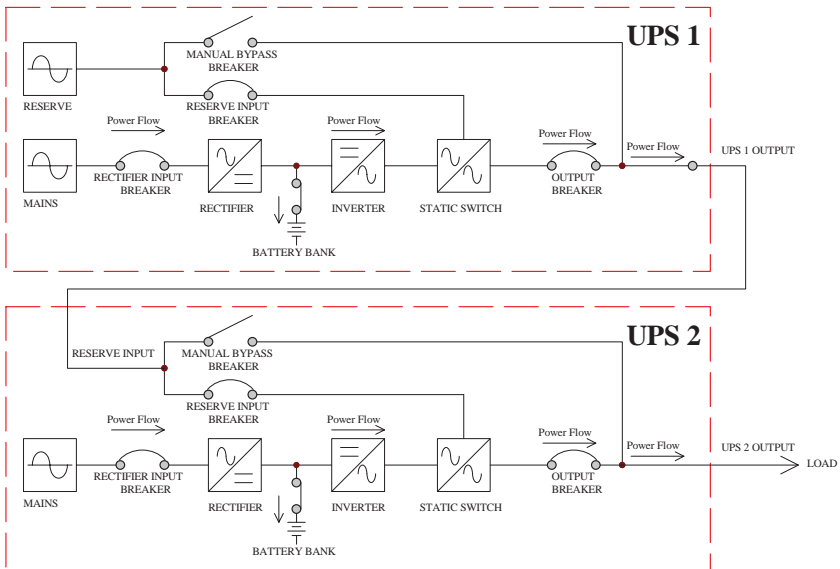 UPS 1
MANUAL BYPASS
BREAKER
RESERVE
RESERVE INPUT
BREAKER
Power Flow
Power Flow
Power Flow
Power Flow
UPS 1 OUTPUT
RECTIFIER INPUT
BREAKER
OUTPUT
BREAKER
MAINS
RECTIFIER
INVERTER
STATIC SWITCH
BATTERY BANK
UPS 2
RESERVE INPUT
MANUAL BYPASS
BREAKER
RESERVE INPUT
BREAKER
Power Flow
Power Flow
Power Flow
Power Flow
UPS 2 OUTPUT
LOAD
RECTIFIER INPUT
BREAKER
OUTPUT
BREAKER
MAINS
RECTIFIER
INVERTER
STATIC SWITCH
BATTERY BANK